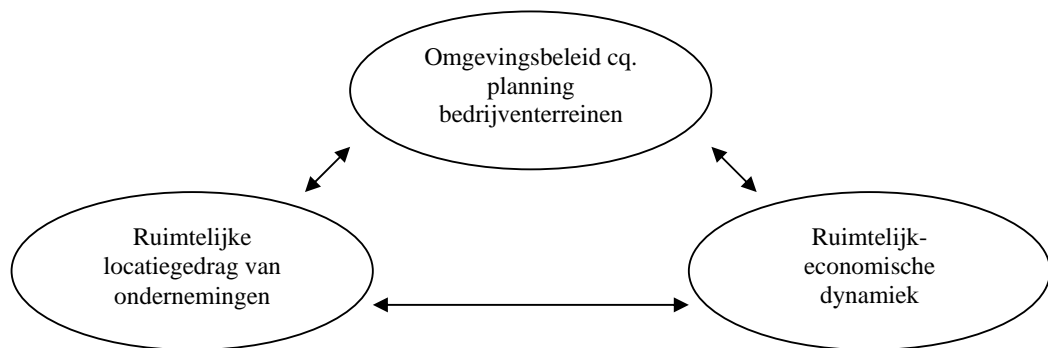 Omgevingsbeleid cq.
planning
bedrijventerreinen
Ruimtelijke
locatiegedrag van
ondernemingen
Ruimtelijk-
economische
dynamiek